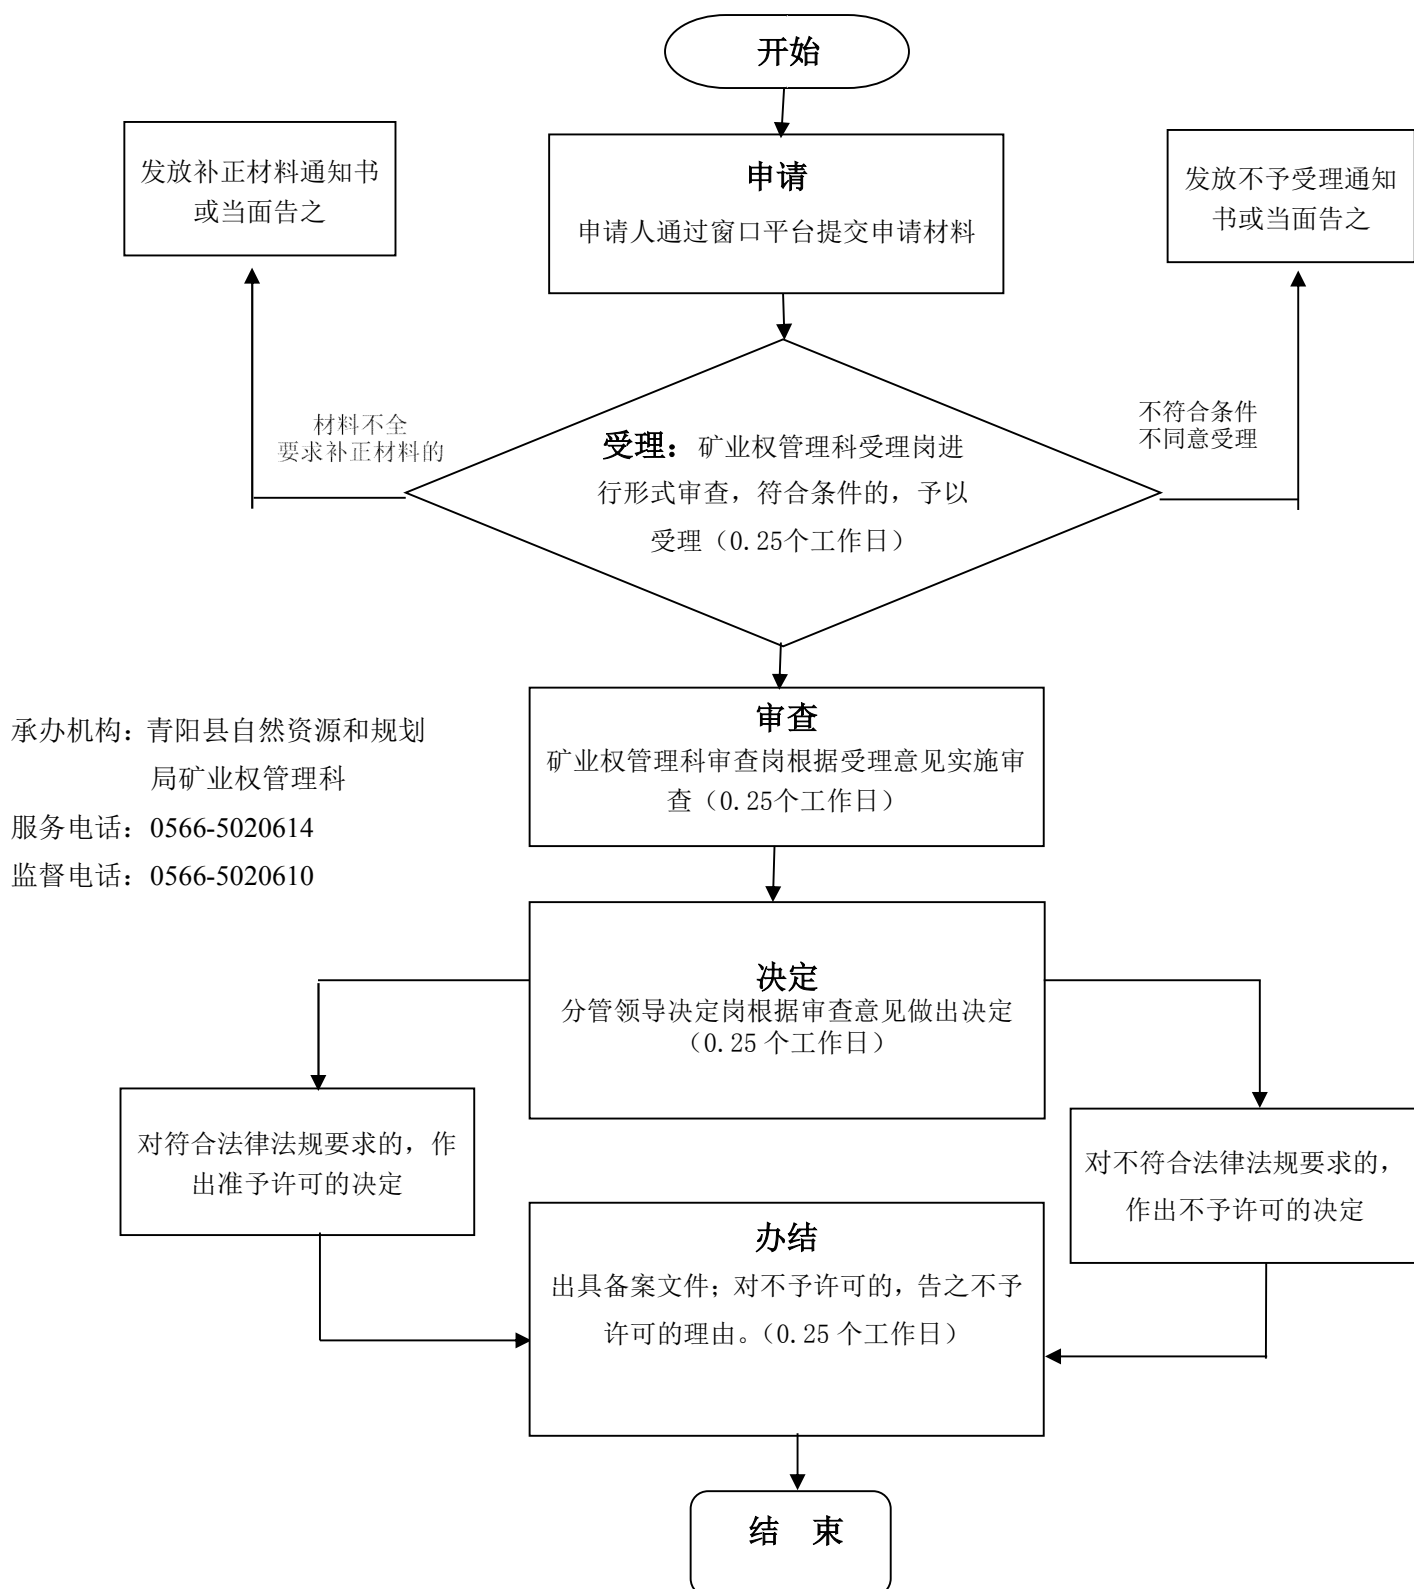 开始
发放补正材料通知书
或当面告之
申请
申请人通过窗口平台提交申请材料
发放不予受理通知
书或当面告之
材料不全
要求补正材料的
受理：矿业权管理科受理岗进
行形式审查，符合条件的，予以
受理（0.25个工作日）
不符合条件
不同意受理
审查
矿业权管理科审查岗根据受理意见实施审
查（0.25个工作日）
承办机构：青阳县自然资源和规划
局矿业权管理科
服务电话：0566-5020614
监督电话：0566-5020610
决定
分管领导决定岗根据审查意见做出决定
（0.25 个工作日）
对符合法律法规要求的，作
出准予许可的决定
对不符合法律法规要求的，
作出不予许可的决定
办结
出具备案文件；对不予许可的，告之不予
许可的理由。（0.25 个工作日）
结 束